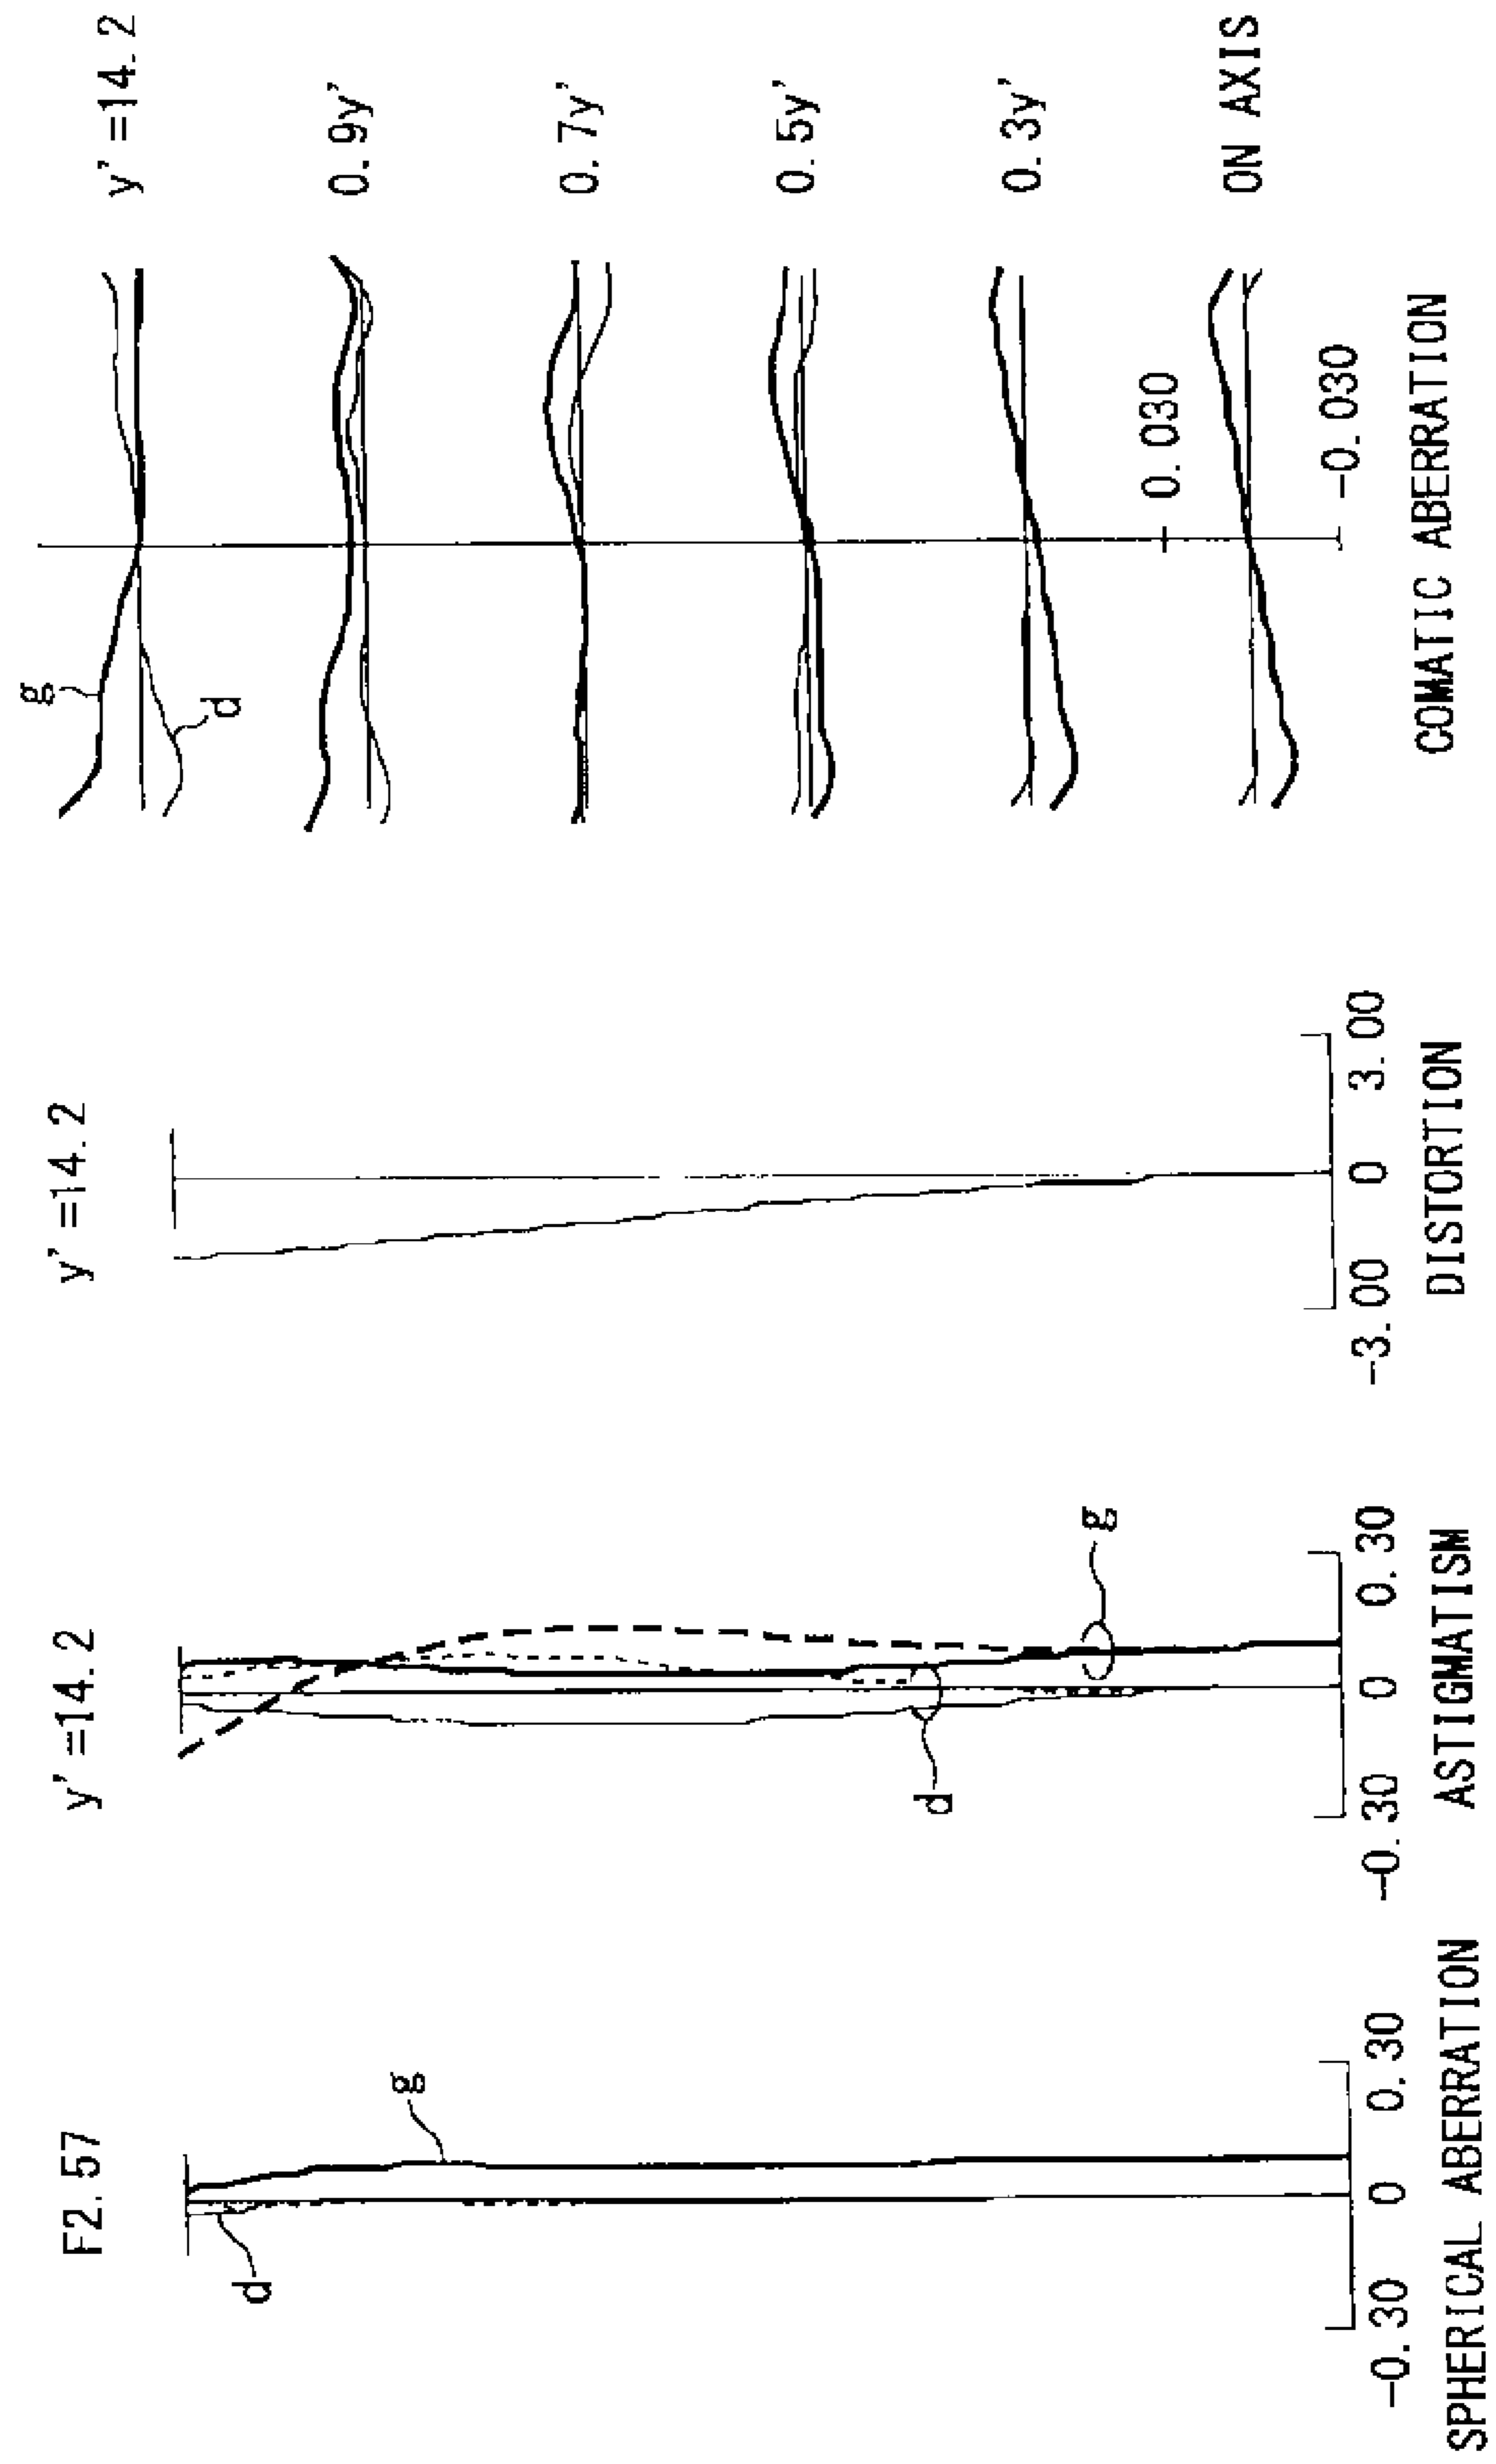 F2.57
d
g
-0.30
0
0.30
SPHERICAL ABERRATION
y'=14.2
d
g
-0.30
0
0.30
ASTIGMATISM
y'=14.2
-3.00
0
3.00
DISTORTION
g
d
y'=14.2
0.9y'
0.7y'
0.5y'
0.3y'
0.030
ON AXIS
-0.030
COMATIC ABERRATION